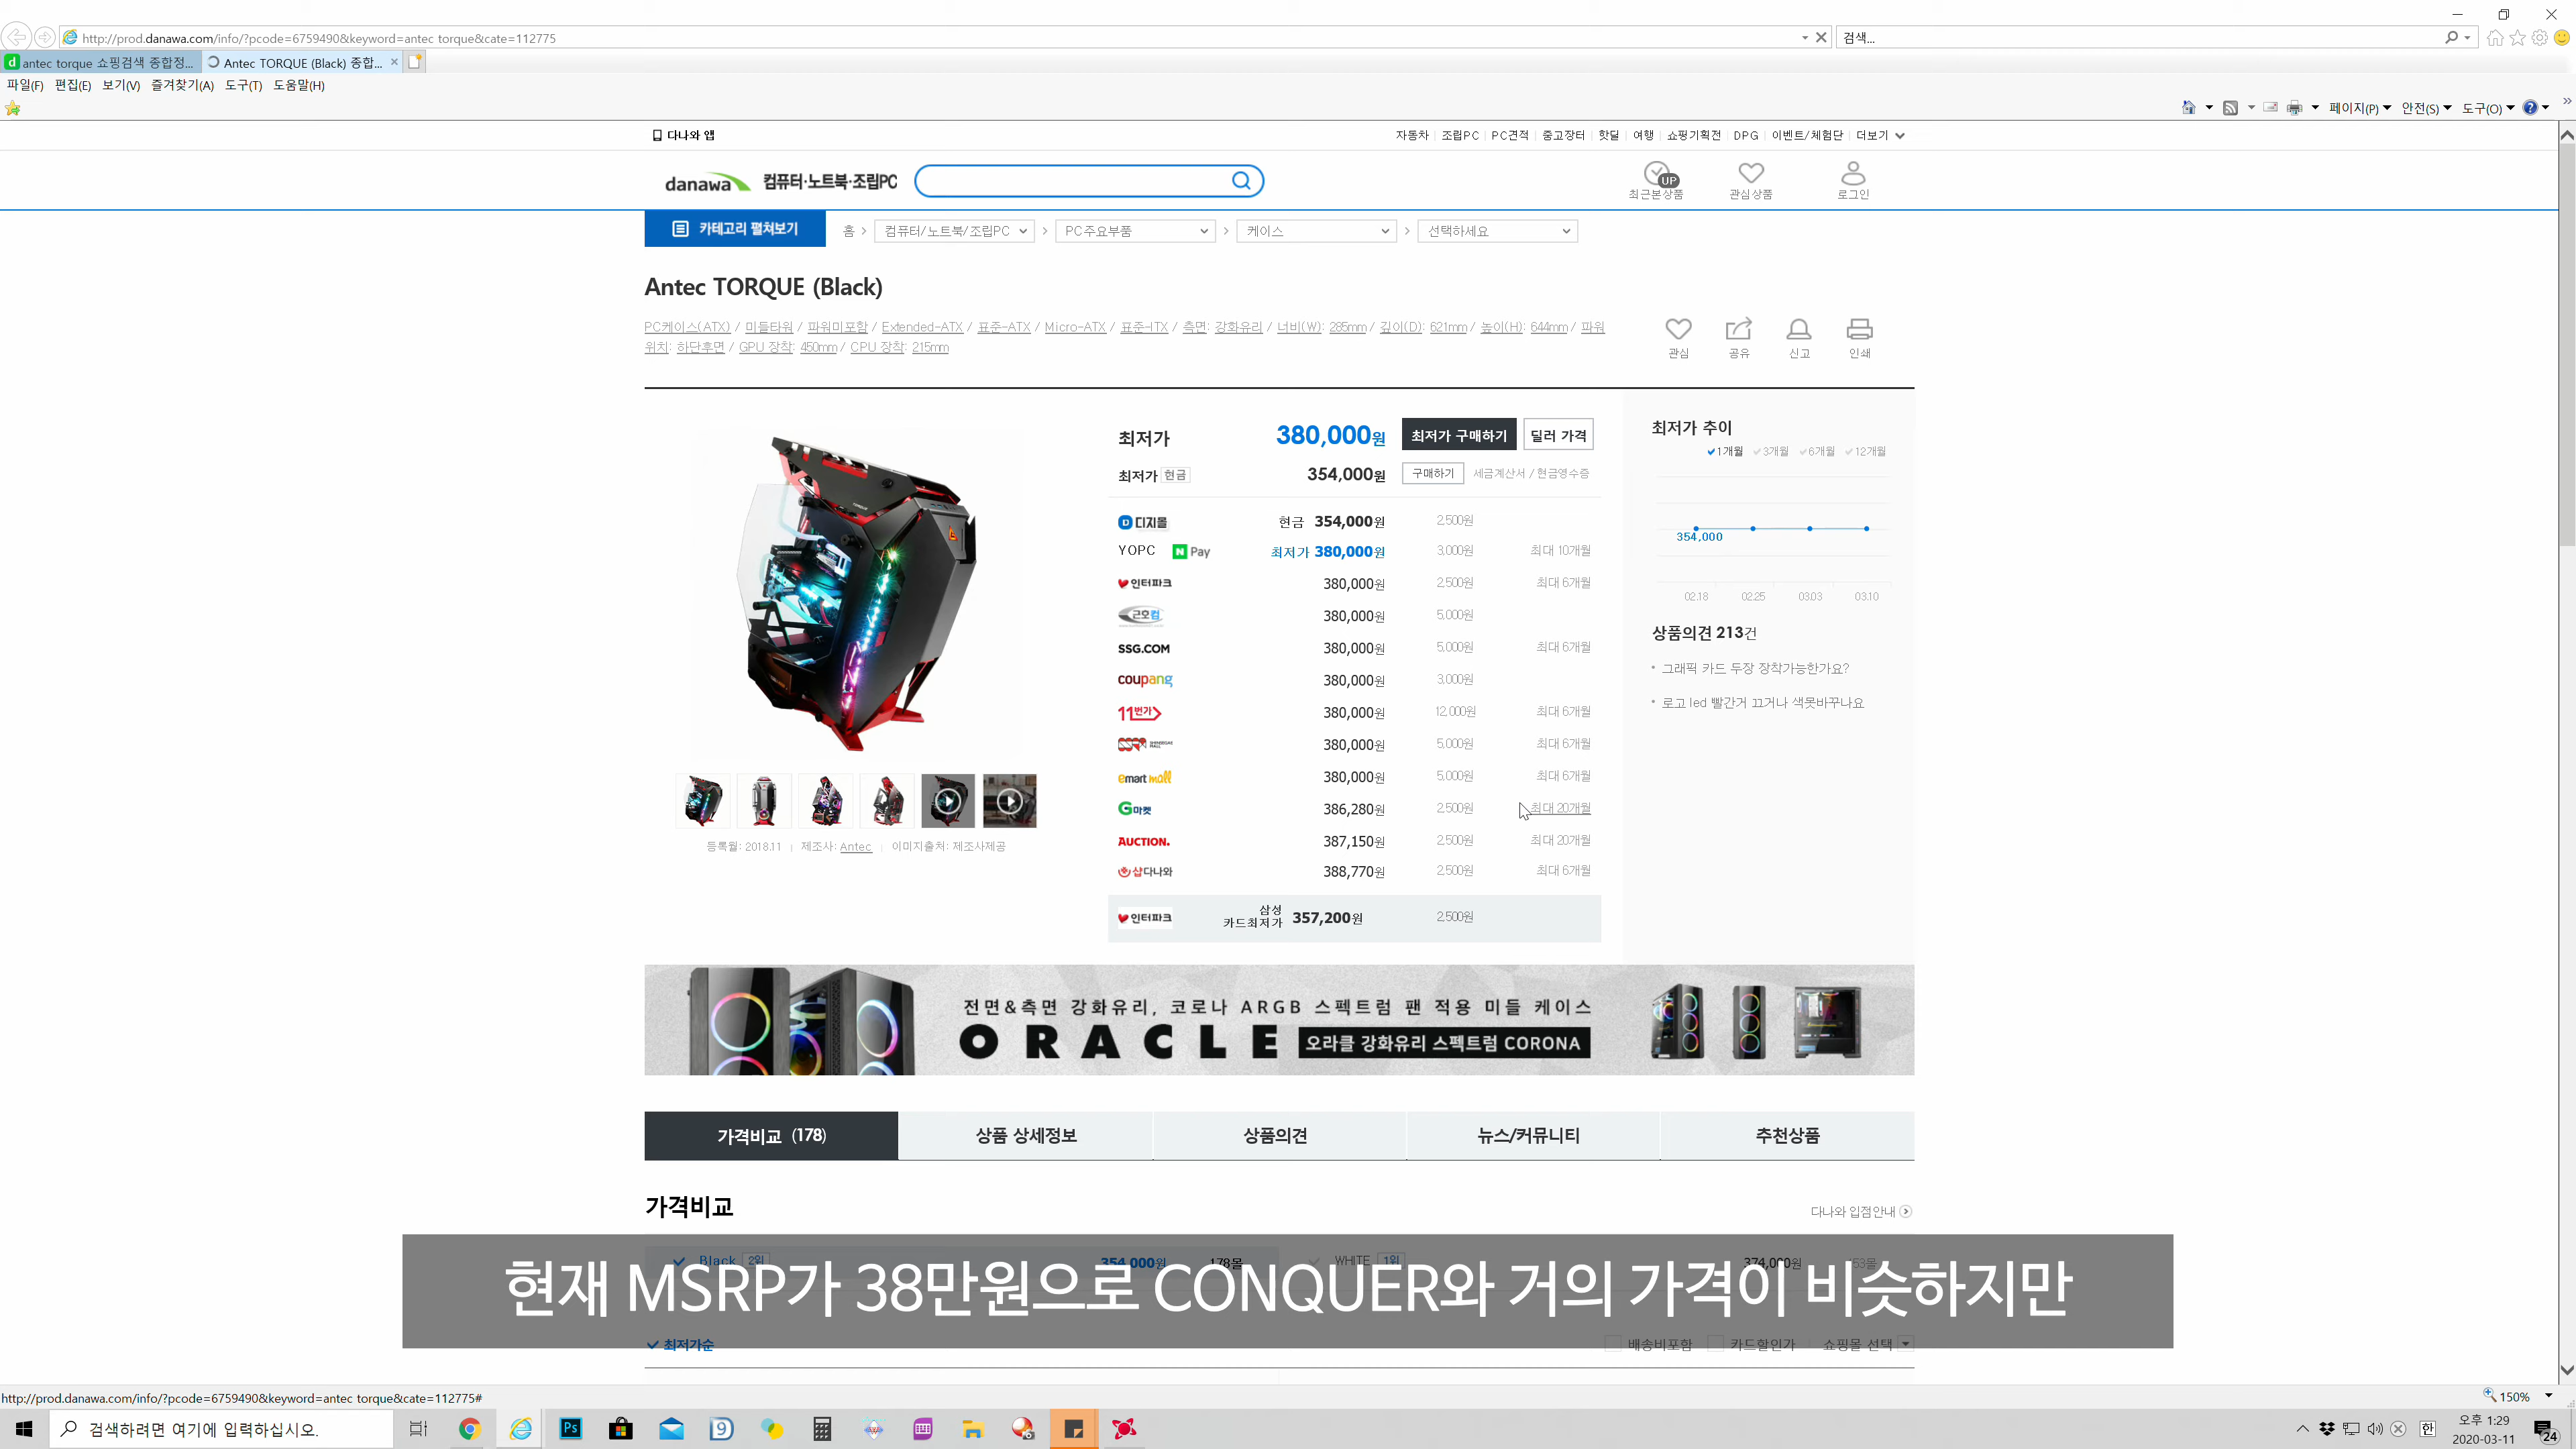 http://prod.danawa.com/info/?pcode=6759490&keyword=antec torque&cate=112775
검색...
antec torque 쇼핑검색 종합정...
Antec TORQUE (Black) 종합...
파일(F) 편집(E) 보기(V) 즐겨찾기(A) 도구(T) 도움말(H)
페이지(P) 안전(S) 도구(O)
다나와 앱
자동차 조립PC PC견적 중고장터 핫딜 여행 쇼핑기획전 DPG 이벤트/체험단 더보기
danawa 컴퓨터·노트북·조립PC
UP
최근본상품 관심상품 로그인
카테고리 펼쳐보기
홈 > 컴퓨터/노트북/조립PC > PC주요부품 > 케이스 > 선택하세요
Antec TORQUE (Black)
PC케이스(ATX) / 미들타워 / 파워미포함 / Extended-ATX / 표준-ATX / Micro-ATX / 표준-ITX / 측면: 강화유리 / 너비(W): 285mm / 깊이(D): 621mm / 높이(H): 644mm / 파워
위치: 하단후면 / GPU 장착: 450mm / CPU 장착: 215mm
관심 공유 신고 인쇄
최저가 380,000원 최저가 구매하기 딜러 가격
최저가 현금 354,000원 구매하기 세금계산서 / 현금영수증
디지몰 현금 354,000원 2,500원
YOPC N Pay 최저가 380,000원 3,000원 최대 10개월
인터파크 380,000원 2,500원 최대 6개월
근호컴 380,000원 5,000원
SSG.COM 380,000원 5,000원 최대 6개월
coupang 380,000원 3,000원
11번가 380,000원 12,000원 최대 6개월
380,000원 5,000원 최대 6개월
emart mall 380,000원 5,000원 최대 6개월
G마켓 386,280원 2,500원 최대 20개월
AUCTION. 387,150원 2,500원 최대 20개월
샵다나와 388,770원 2,500원 최대 6개월
인터파크 삼성 카드최저가 357,200원 2,500원
최저가 추이
1개월 3개월 6개월 12개월
354,000
02.18 02.25 03.03 03.10
상품의견 213건
그래픽 카드 두장 장착가능한가요?
로고 led 빨간거 끄거나 색못바꾸나요
등록월: 2018.11 제조사: Antec 이미지출처: 제조사제공
전면&측면 강화유리, 코로나 ARGB 스펙트럼 팬 적용 미들 케이스
ORACLE 오라클 강화유리 스펙트럼 CORONA
가격비교 (178) 상품 상세정보 상품의견 뉴스/커뮤니티 추천상품
가격비교
다나와 입점안내
Black 2위 354,000원 178몰 WHITE 1위 374,000원 153몰
현재 MSRP가 38만원으로 CONQUER와 거의 가격이 비슷하지만
최저가순 배송비포함 카드할인가 쇼핑몰 선택
http://prod.danawa.com/info/?pcode=6759490&keyword=antec torque&cate=112775#
150%
검색하려면 여기에 입력하십시오.
Ps
9
한
오후 1:29
2020-03-11
24